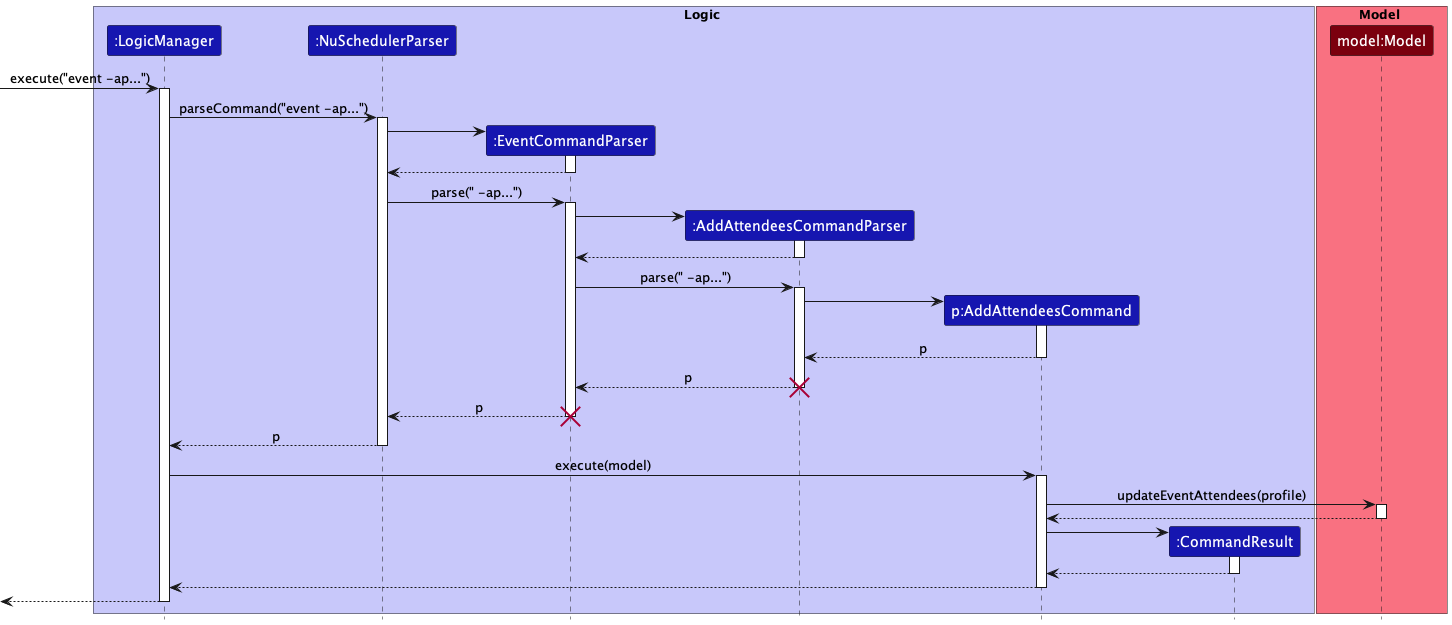 Logic
Model
:LogicManager
:NuSchedulerParser
model:Model
execute("event -ap...")
parseCommand("event -ap...")
:EventCommandParser
parse(" -ap...")
:AddAttendeesCommandParser
parse(" -ap...")
p:AddAttendeesCommand
p
p
p
p
execute(model)
updateEventAttendees(profile)
:CommandResult